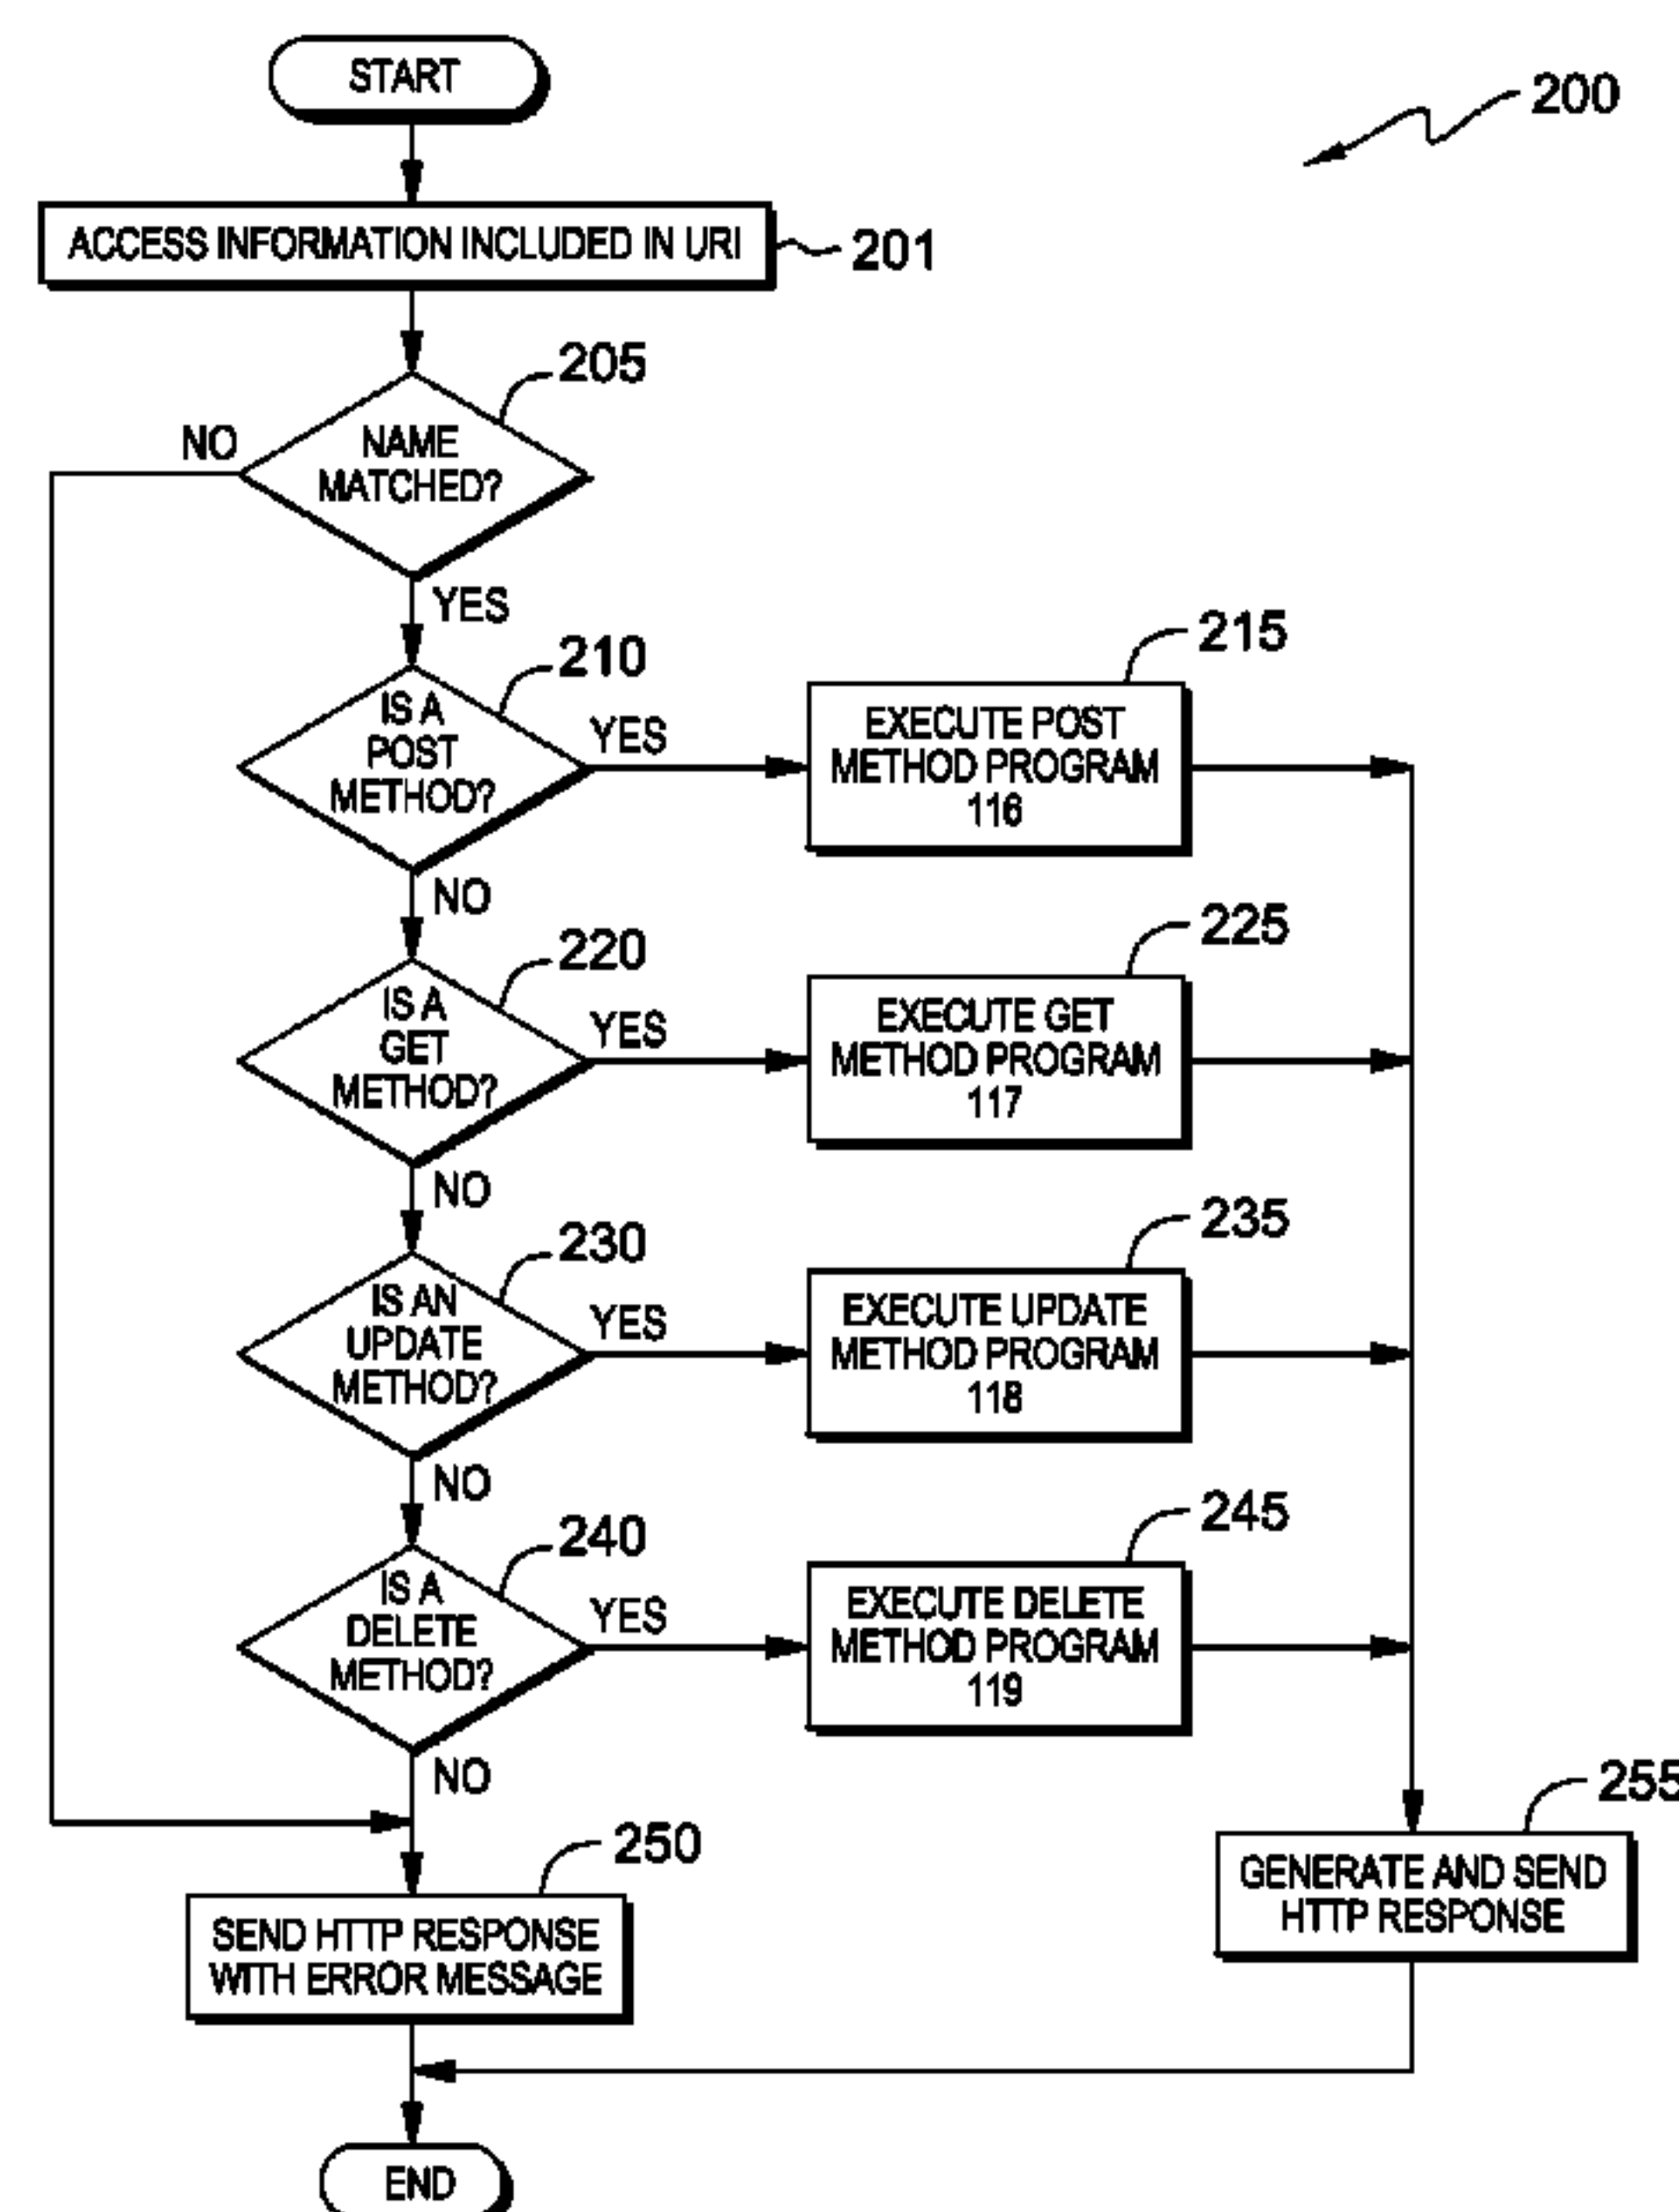 START
200
ACCESS INFORMATION INCLUDED IN URI
201
205
NO
NAME
MATCHED?
YES
210
IS A
POST
METHOD?
YES
215
EXECUTE POST
METHOD PROGRAM
116
NO
220
IS A
GET
METHOD?
YES
225
EXECUTE GET
METHOD PROGRAM
117
NO
230
IS AN
UPDATE
METHOD?
YES
235
EXECUTE UPDATE
METHOD PROGRAM
118
NO
240
IS A
DELETE
METHOD?
YES
245
EXECUTE DELETE
METHOD PROGRAM
119
NO
250
SEND HTTP RESPONSE
WITH ERROR MESSAGE
255
GENERATE AND SEND
HTTP RESPONSE
END